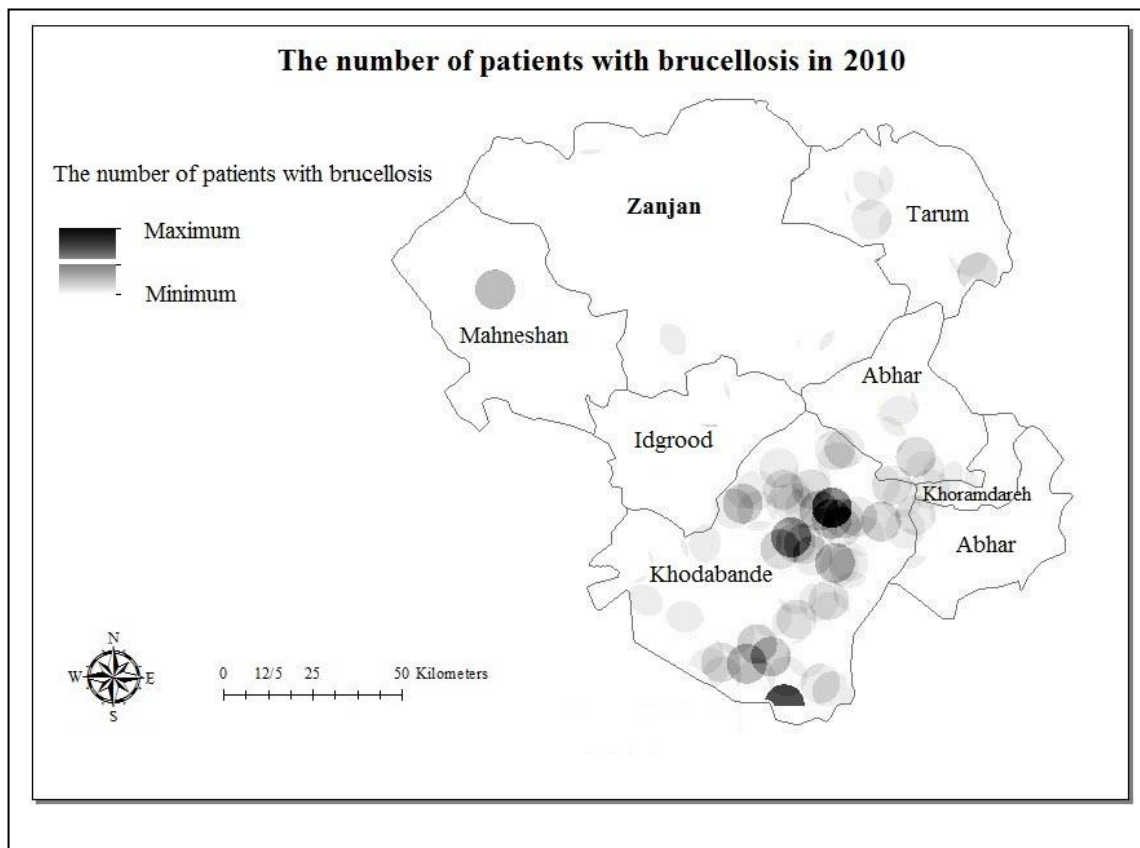 The number of patients with brucellosis in 2010
The number of patients with brucellosis
Maximum
Minimum
Zanjan
Tarum
Mahneshan
Abhar
Idgrood
Khoramdareh
Abhar
Khodabande
N
W E
S
0 12/5 25 50 Kilometers